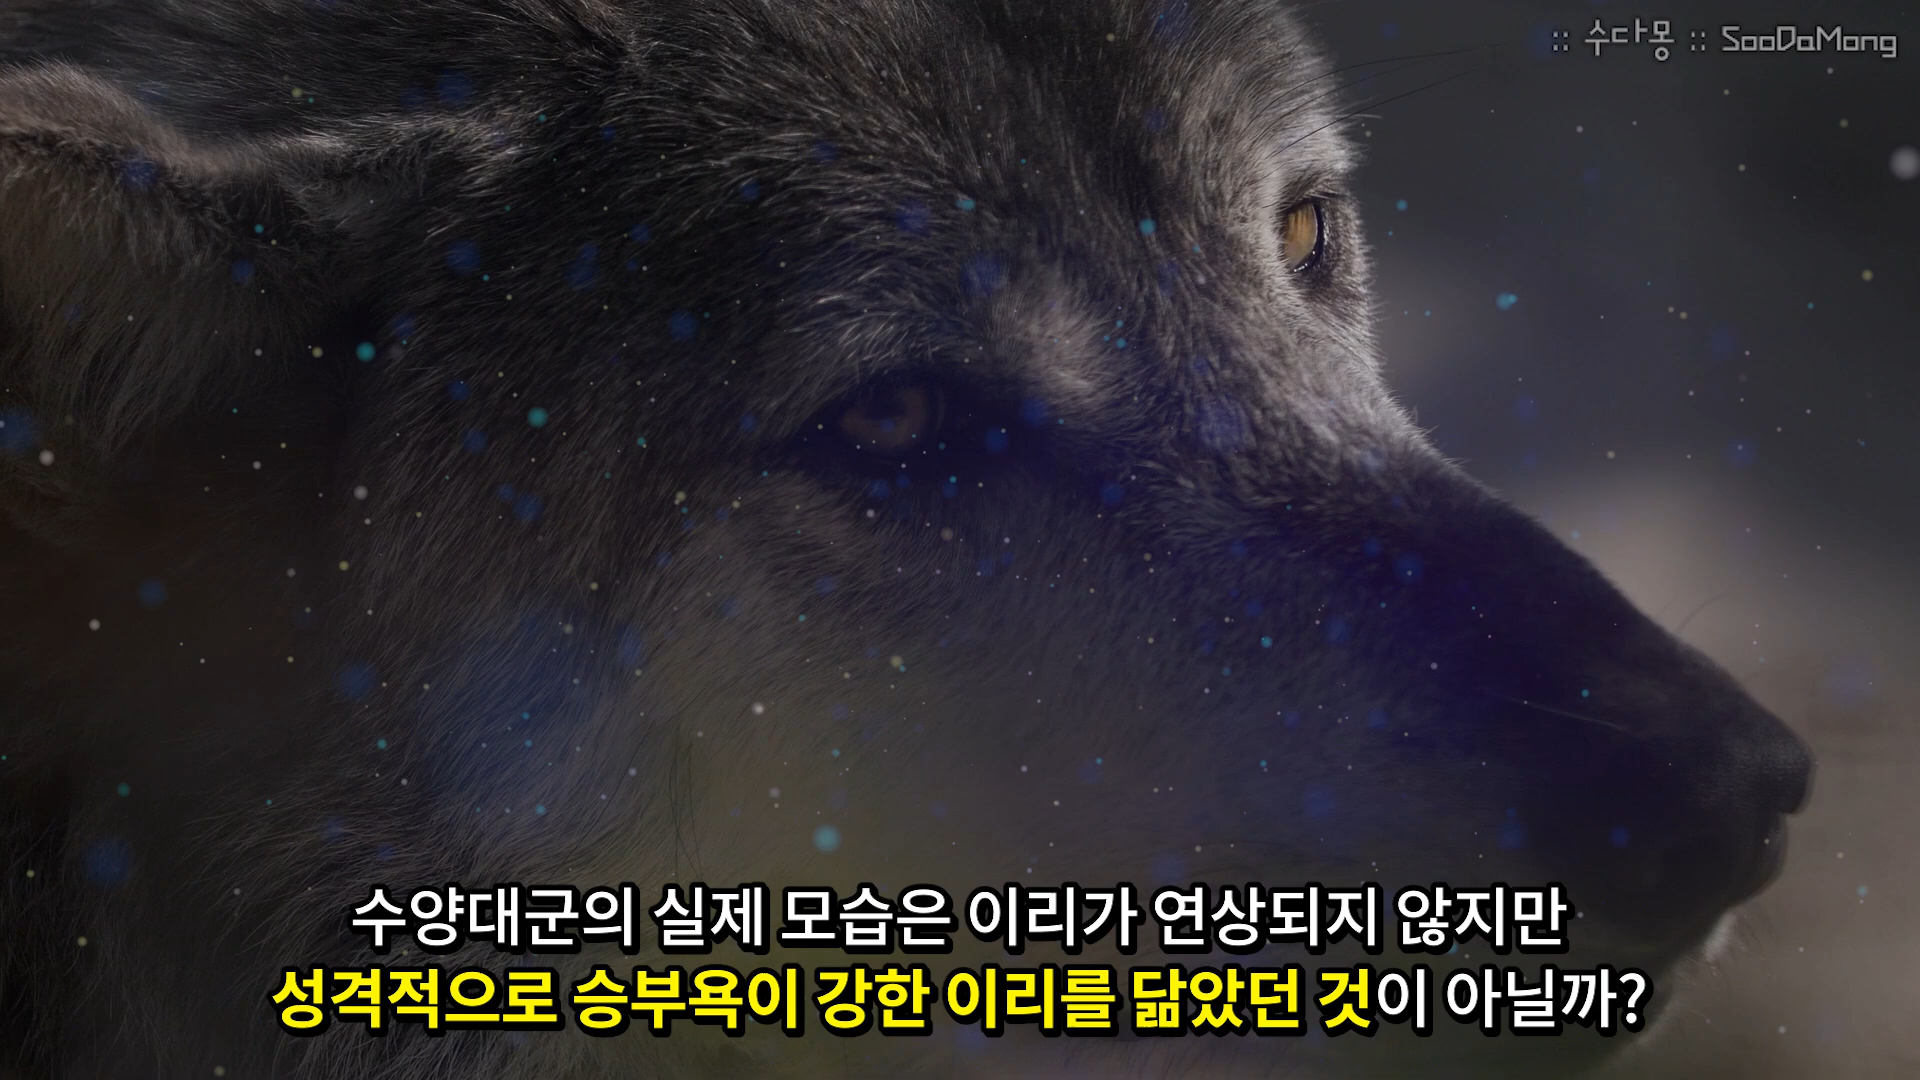 :: 수다몽 :: SooDaMong
수양대군의 실제 모습은 이리가 연상되지 않지만
성격적으로 승부욕이 강한 이리를 닮았던 것이 아닐까?